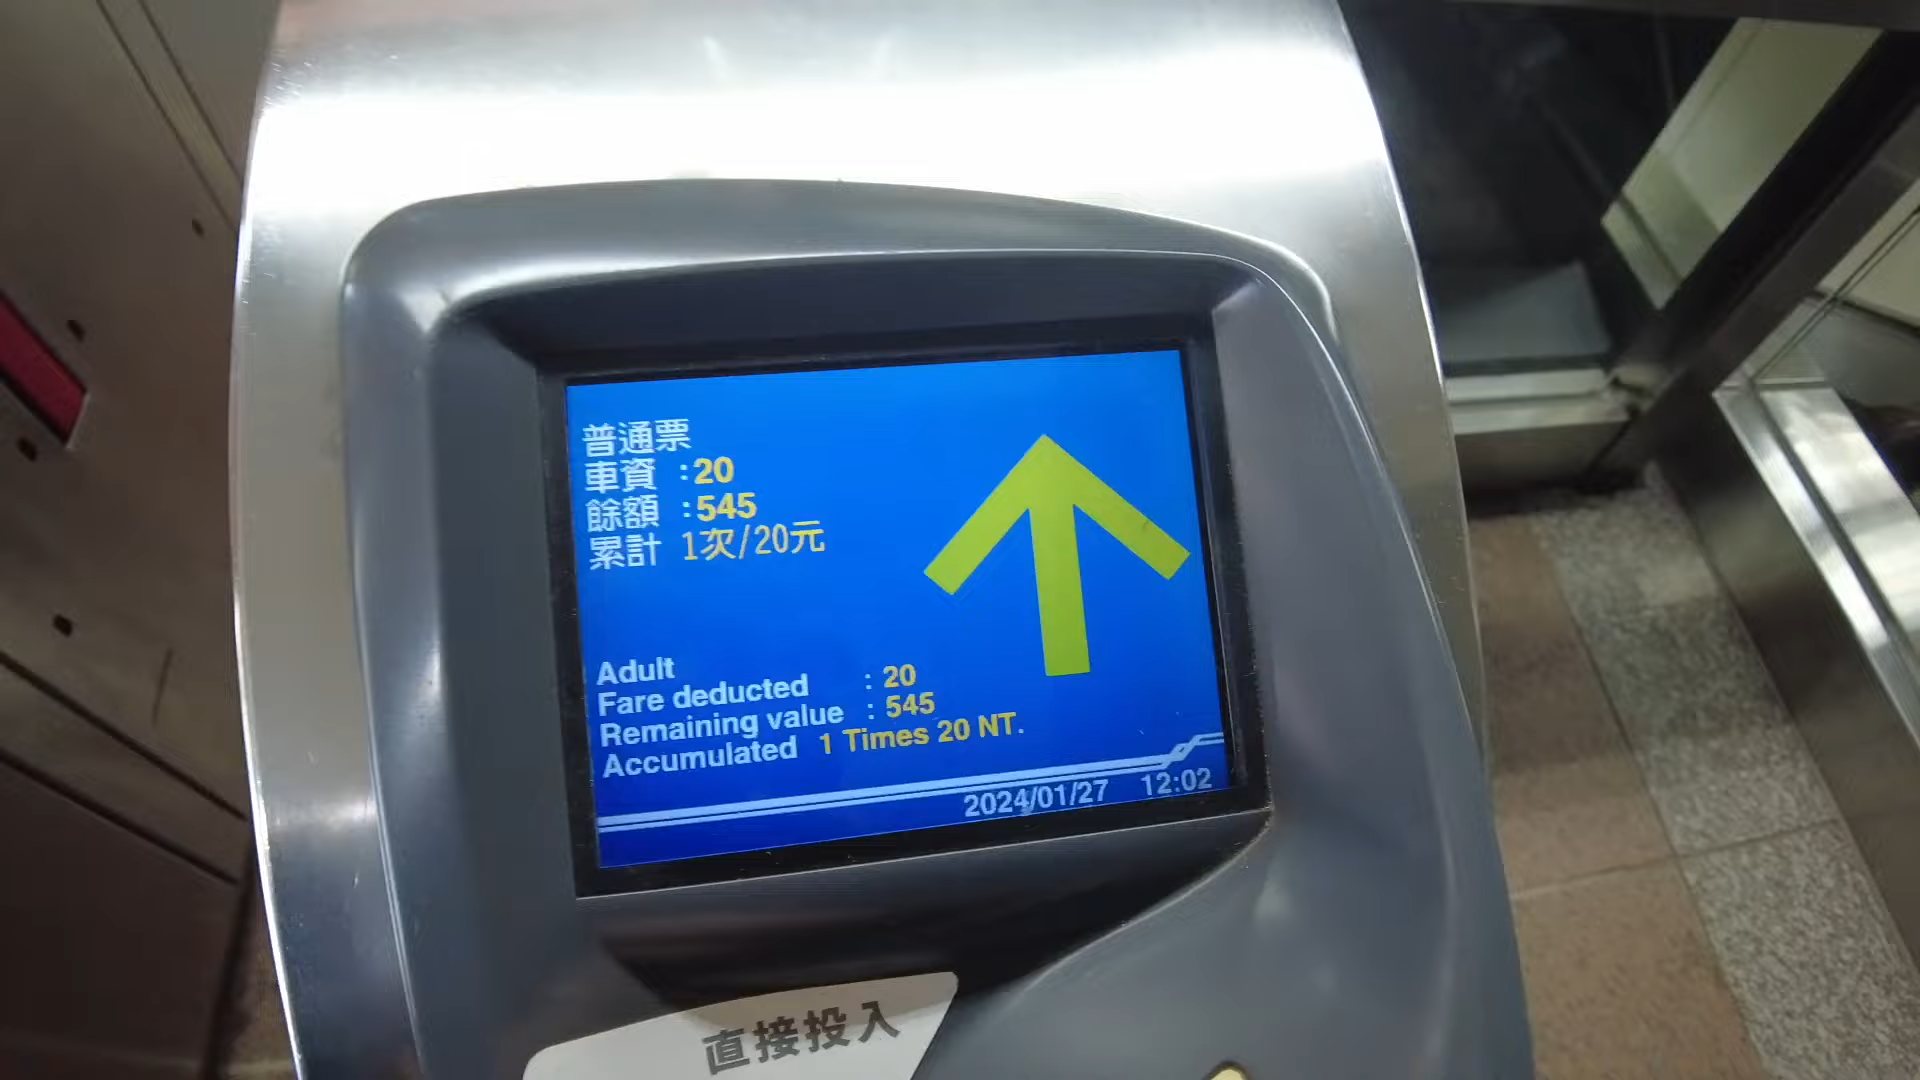 普通票
車資 :20
餘額 :545
累計 1次/20元
Adult
Fare deducted : 20
Remaining value : 545
Accumulated 1 Times 20 NT.
2024/01/27 12:02
直接投入